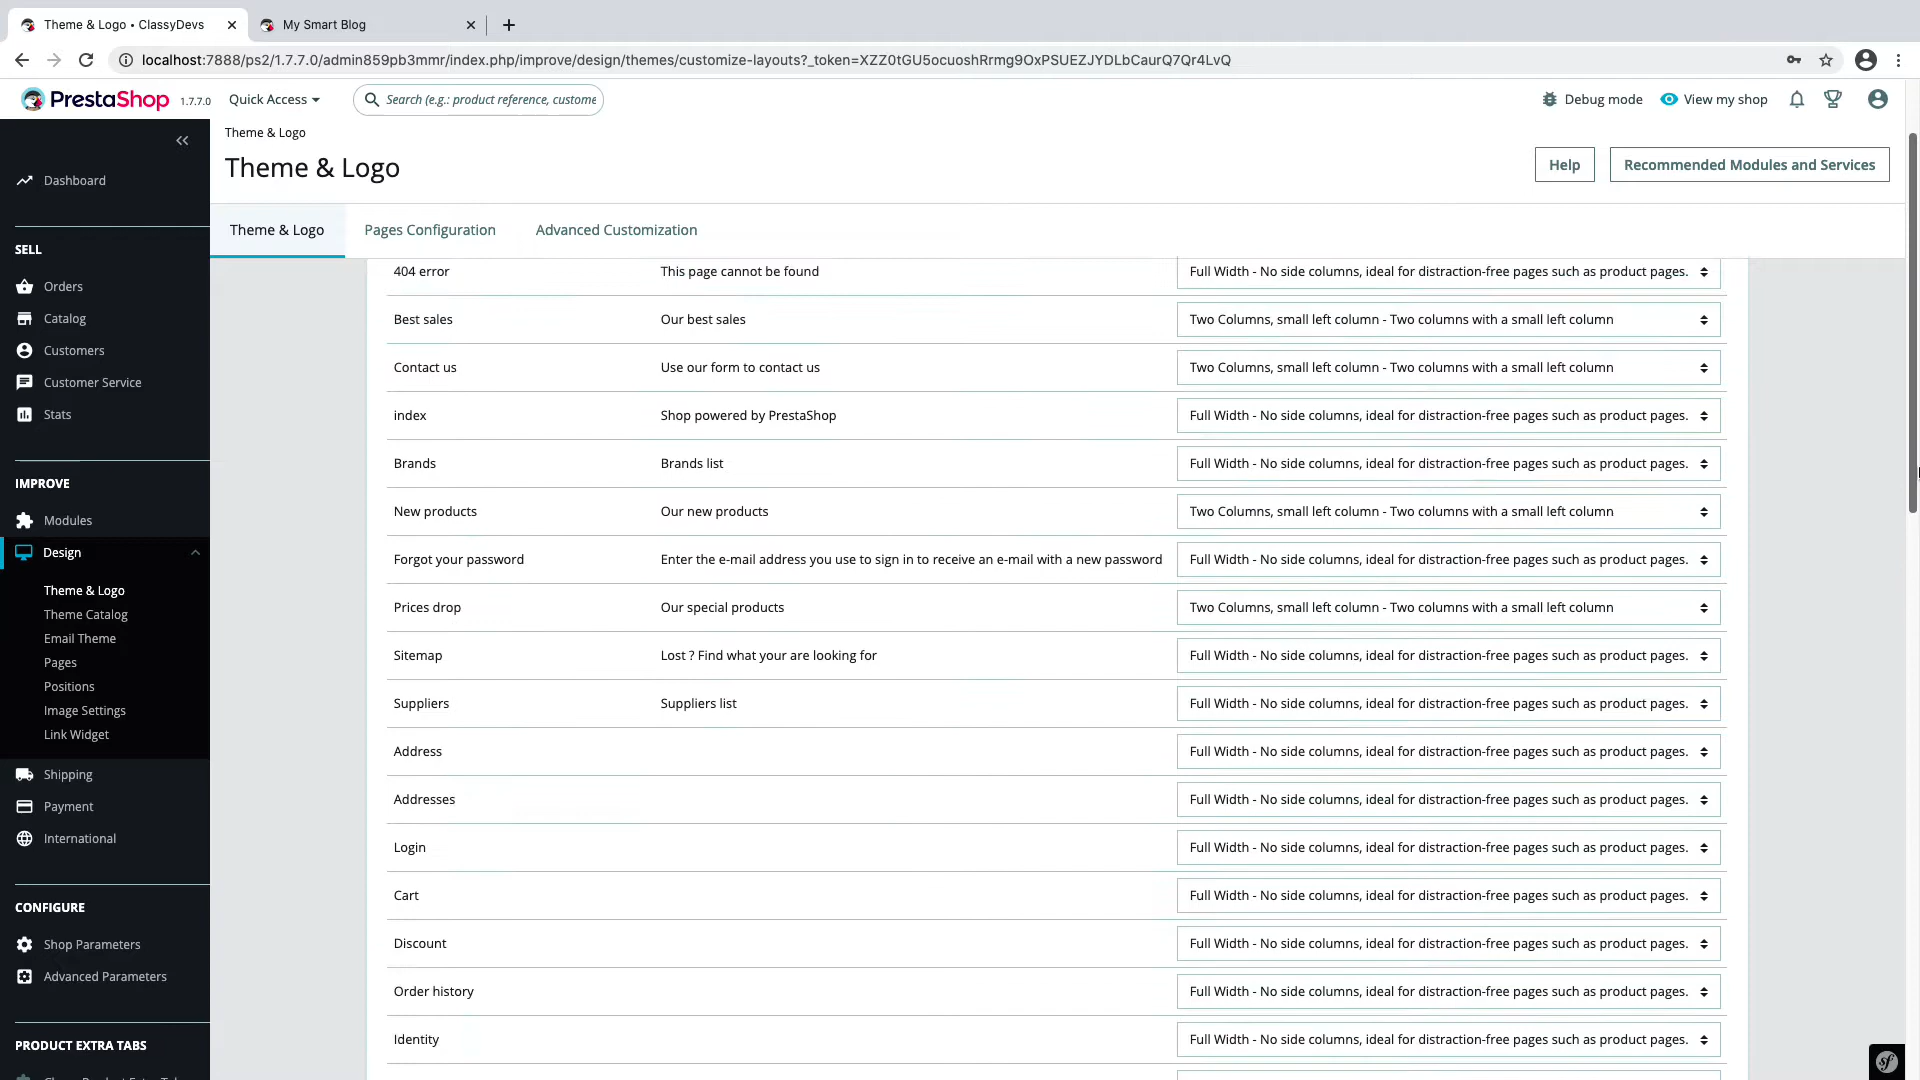 Theme & Logo • ClassyDevs
My Smart Blog
localhost:7888/ps2/1.7.7.0/admin859pb3mmr/index.php/improve/design/themes/customize-layouts?_token=XZZ0tGU5ocuoshRrmg9OxPSUEZJYDLbCaurQ7Qr4LvQ
PrestaShop 1.7.7.0
Quick Access
Search (e.g.: product reference, custome
Debug mode
View my shop
Theme & Logo
Theme & Logo
Help
Recommended Modules and Services
Theme & Logo
Pages Configuration
Advanced Customization
Dashboard
SELL
Orders
Catalog
Customers
Customer Service
Stats
IMPROVE
Modules
Design
Theme & Logo
Theme Catalog
Email Theme
Pages
Positions
Image Settings
Link Widget
Shipping
Payment
International
CONFIGURE
Shop Parameters
Advanced Parameters
PRODUCT EXTRA TABS
404 error This page cannot be found Full Width - No side columns, ideal for distraction-free pages such as product pages.
Best sales Our best sales Two Columns, small left column - Two columns with a small left column
Contact us Use our form to contact us Two Columns, small left column - Two columns with a small left column
index Shop powered by PrestaShop Full Width - No side columns, ideal for distraction-free pages such as product pages.
Brands Brands list Full Width - No side columns, ideal for distraction-free pages such as product pages.
New products Our new products Two Columns, small left column - Two columns with a small left column
Forgot your password Enter the e-mail address you use to sign in to receive an e-mail with a new password Full Width - No side columns, ideal for distraction-free pages such as product pages.
Prices drop Our special products Two Columns, small left column - Two columns with a small left column
Sitemap Lost ? Find what your are looking for Full Width - No side columns, ideal for distraction-free pages such as product pages.
Suppliers Suppliers list Full Width - No side columns, ideal for distraction-free pages such as product pages.
Address Full Width - No side columns, ideal for distraction-free pages such as product pages.
Addresses Full Width - No side columns, ideal for distraction-free pages such as product pages.
Login Full Width - No side columns, ideal for distraction-free pages such as product pages.
Cart Full Width - No side columns, ideal for distraction-free pages such as product pages.
Discount Full Width - No side columns, ideal for distraction-free pages such as product pages.
Order history Full Width - No side columns, ideal for distraction-free pages such as product pages.
Identity Full Width - No side columns, ideal for distraction-free pages such as product pages.
sf